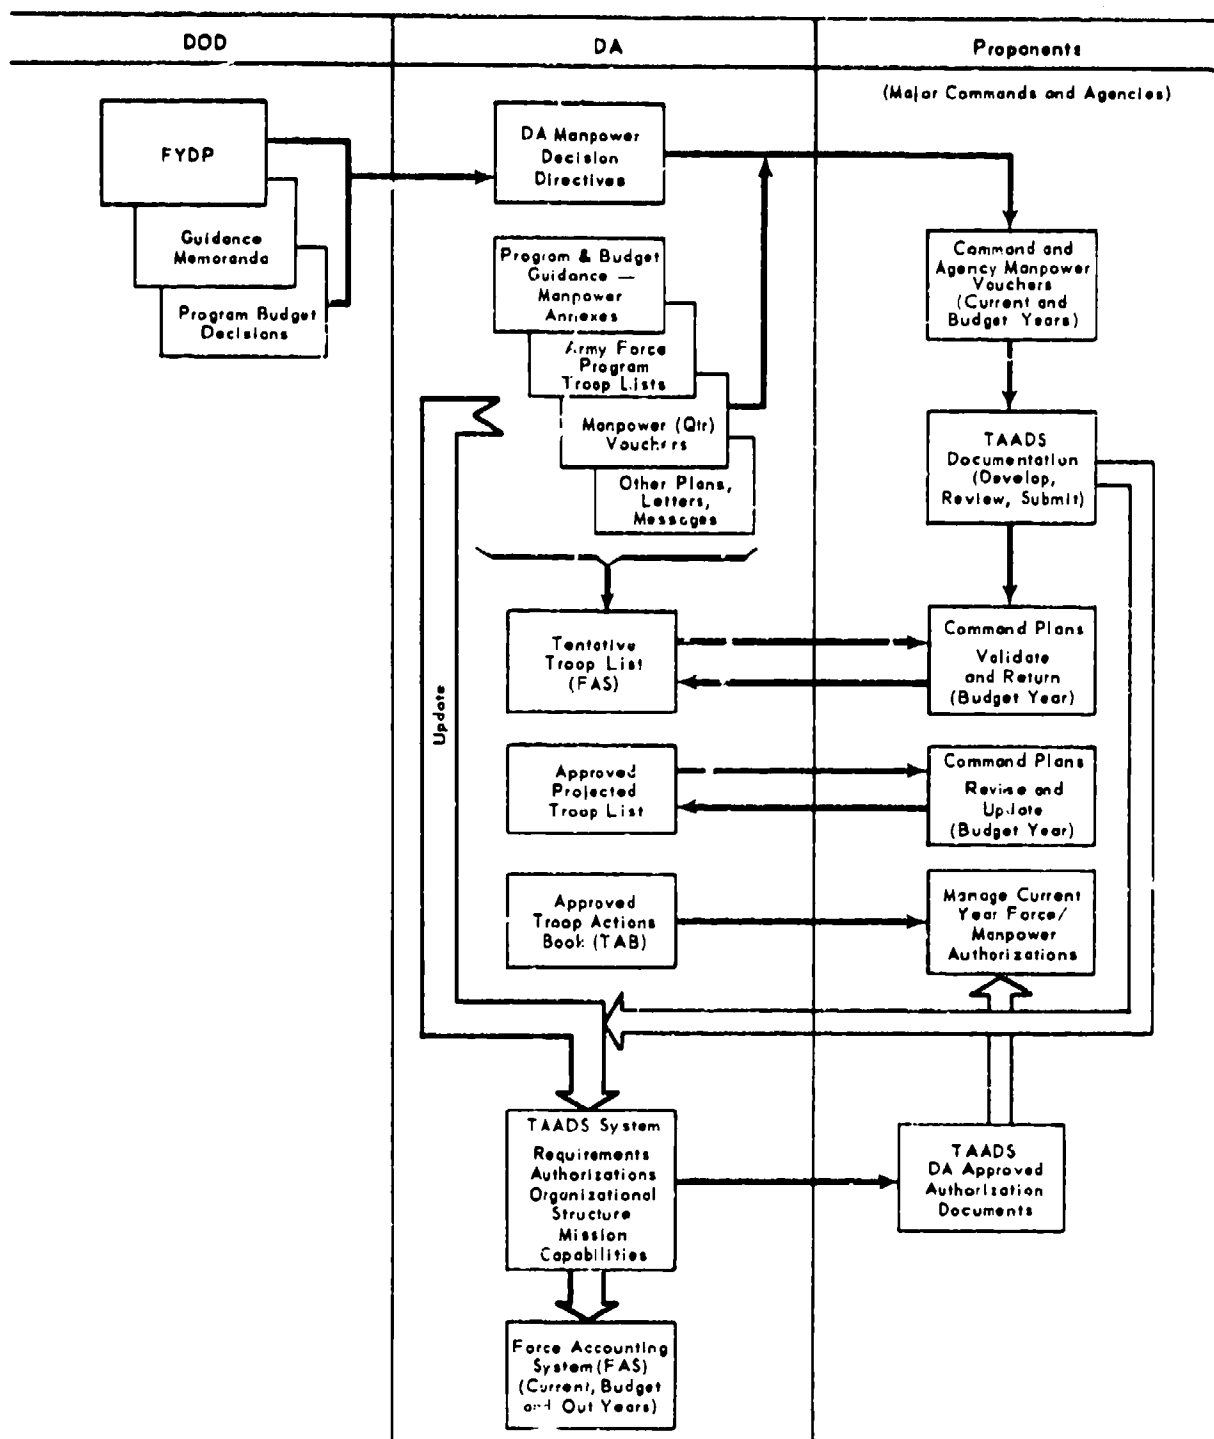 DOD
DA
Proponents
(Major Commands and Agencies)
FYDP
Guidance
Memoranda
Program Budget
Decisions
DA Manpower
Decision
Directives
Program & Budget
Guidance —
Manpower
Annexes
Army Force
Program
Troop Lists
Manpower (Qtr)
Vouchers
Other Plans,
Letters,
Messages
Command and
Agency Manpower
Vouchers
(Current and
Budget Years)
TAADS
Documentation
(Develop,
Review, Submit)
Update
Tentative
Troop List
(FAS)
Command Plans
Validate
and Return
(Budget Year)
Approved
Projected
Troop List
Command Plans
Revise and
Update
(Budget Year)
Approved
Troop Actions
Book (TAB)
Manage Current
Year Force/
Manpower
Authorizations
TAADS System
Requirements
Authorizations
Organizational
Structure
Mission
Capabilities
TAADS
DA Approved
Authorization
Documents
Force Accounting
System (FAS)
(Current, Budget
and Out Years)